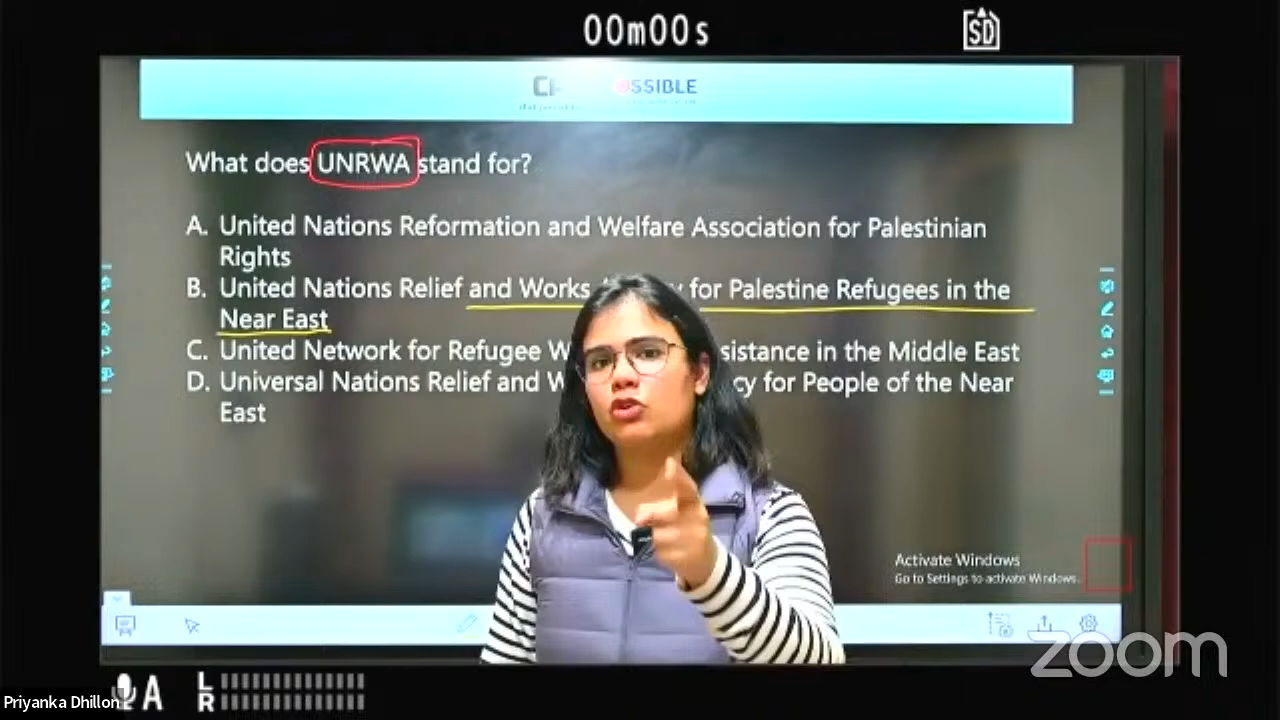 00m00s
SD
SSIBLE
What does UNRWA stand for?
A. United Nations Reformation and Welfare Association for Palestinian
Rights
B. United Nations Relief and Works for Palestine Refugees in the
Near East
C. United Network for Refugee in the Middle East
D. Universal Nations Relief and for People of the Near
East
Activate Windows
Go to Settings to activate Windows.
zoom
Priyanka Dhillon
A
L
R